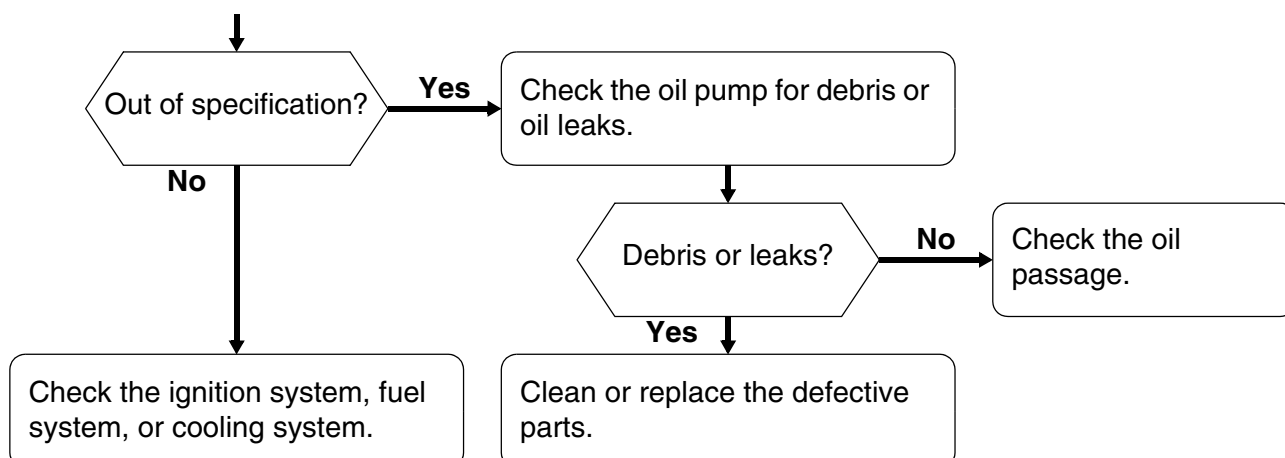 Out of specification?
Yes
Check the oil pump for debris or
oil leaks.
No
Debris or leaks?
No
Check the oil
passage.
Yes
Check the ignition system, fuel
system, or cooling system.
Clean or replace the defective
parts.